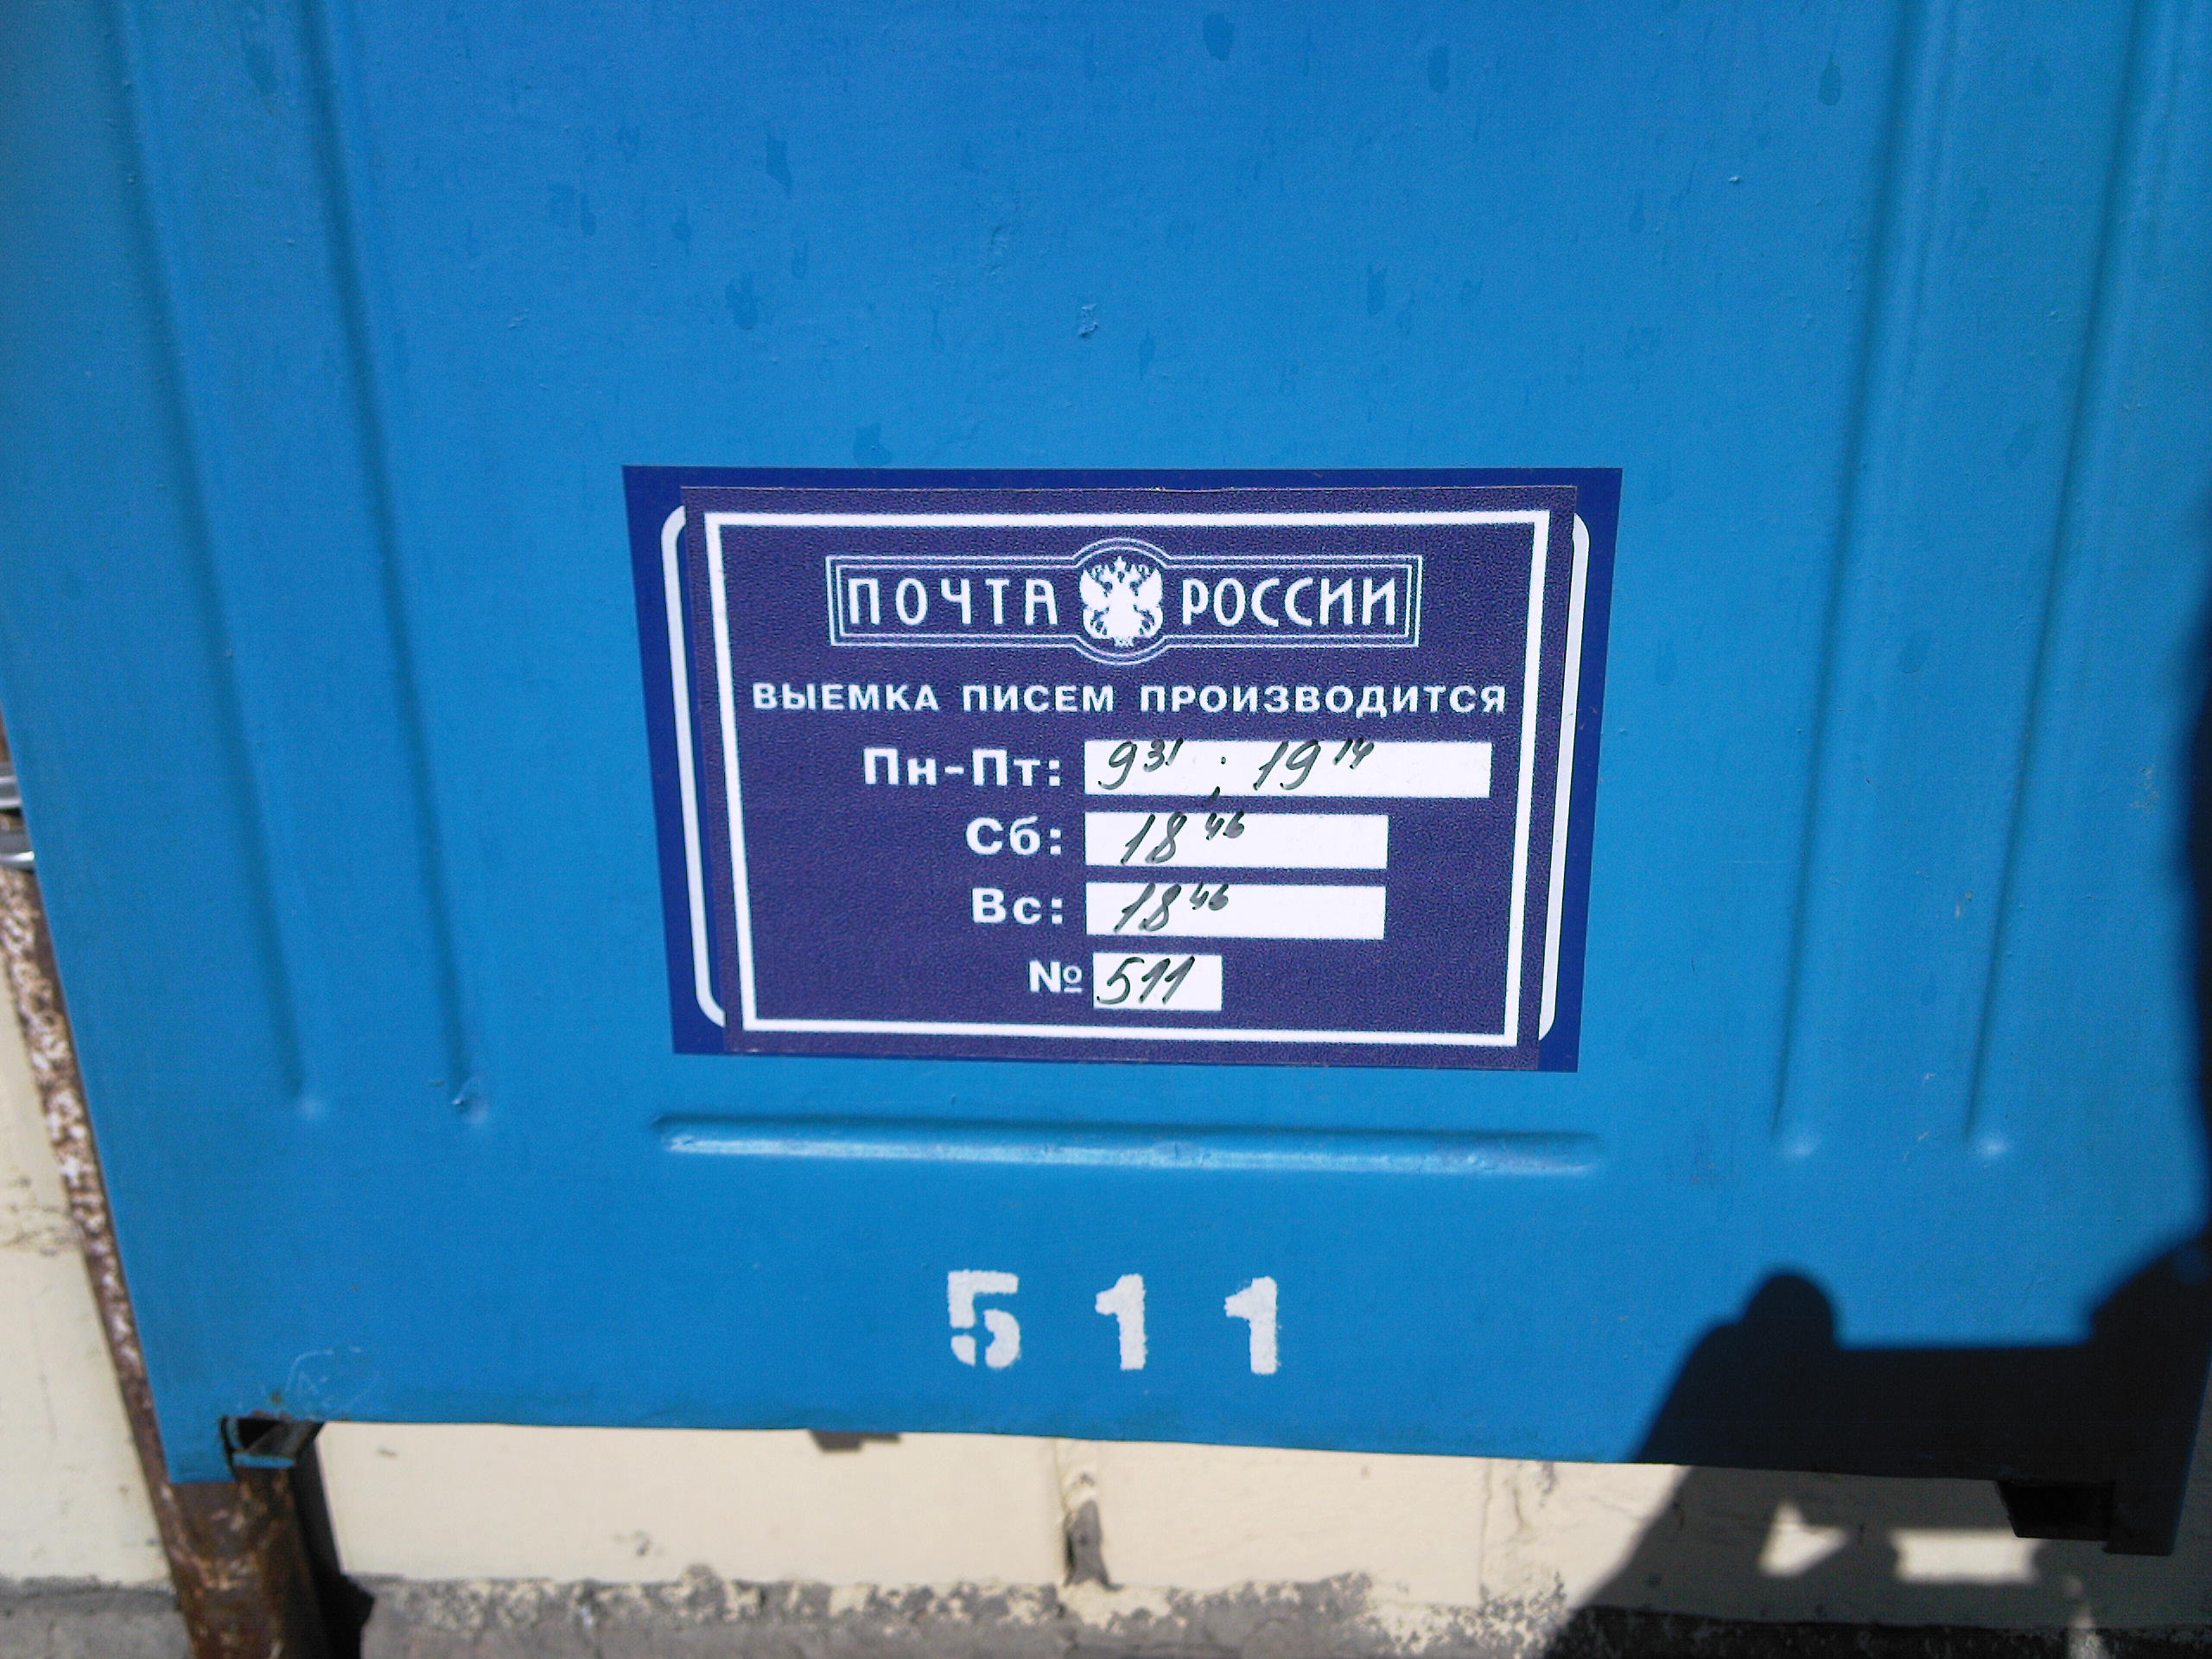 ПОЧТА РОССИИ
ВЫЕМКА ПИСЕМ ПРОИЗВОДИТСЯ
Пн-Пт: 9³¹ ; 19¹⁴
Сб: 18⁴⁶
Вс: 18⁴⁶
№ 511
511